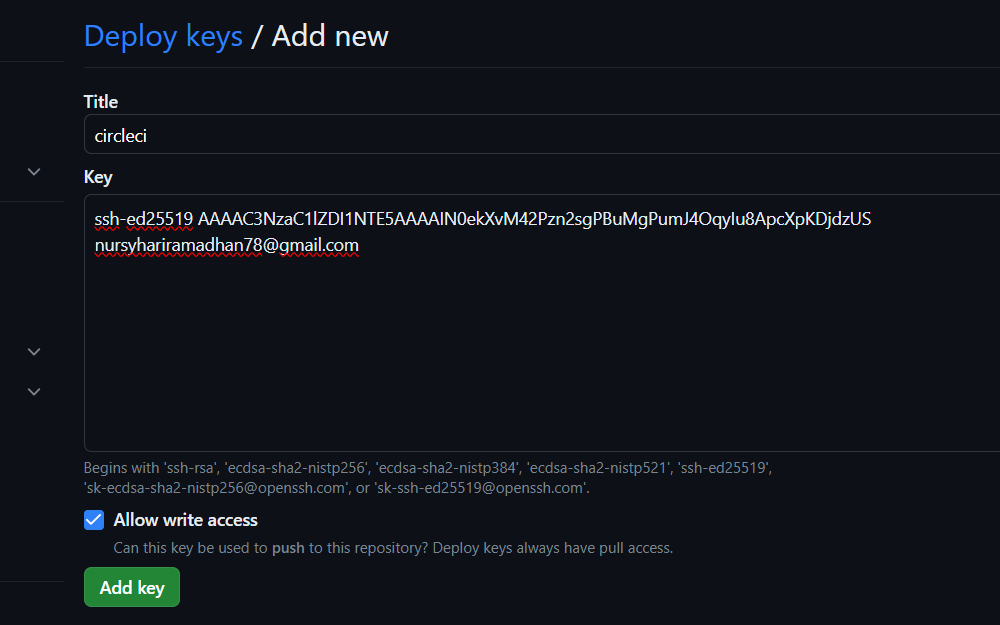 Deploy keys / Add new
Title
circleci
Key
ssh-ed25519 AAAAC3NzaC1lZDI1NTE5AAAAIN0ekXvM42Pzn2sgPBuMgPumJ4OqyIu8ApcXpKDjdzUS
nursyhariramadhan78@gmail.com
Begins with 'ssh-rsa', 'ecdsa-sha2-nistp256', 'ecdsa-sha2-nistp384', 'ecdsa-sha2-nistp521', 'ssh-ed25519',
'sk-ecdsa-sha2-nistp256@openssh.com', or 'sk-ssh-ed25519@openssh.com'.
Allow write access
Can this key be used to push to this repository? Deploy keys always have pull access.
Add key